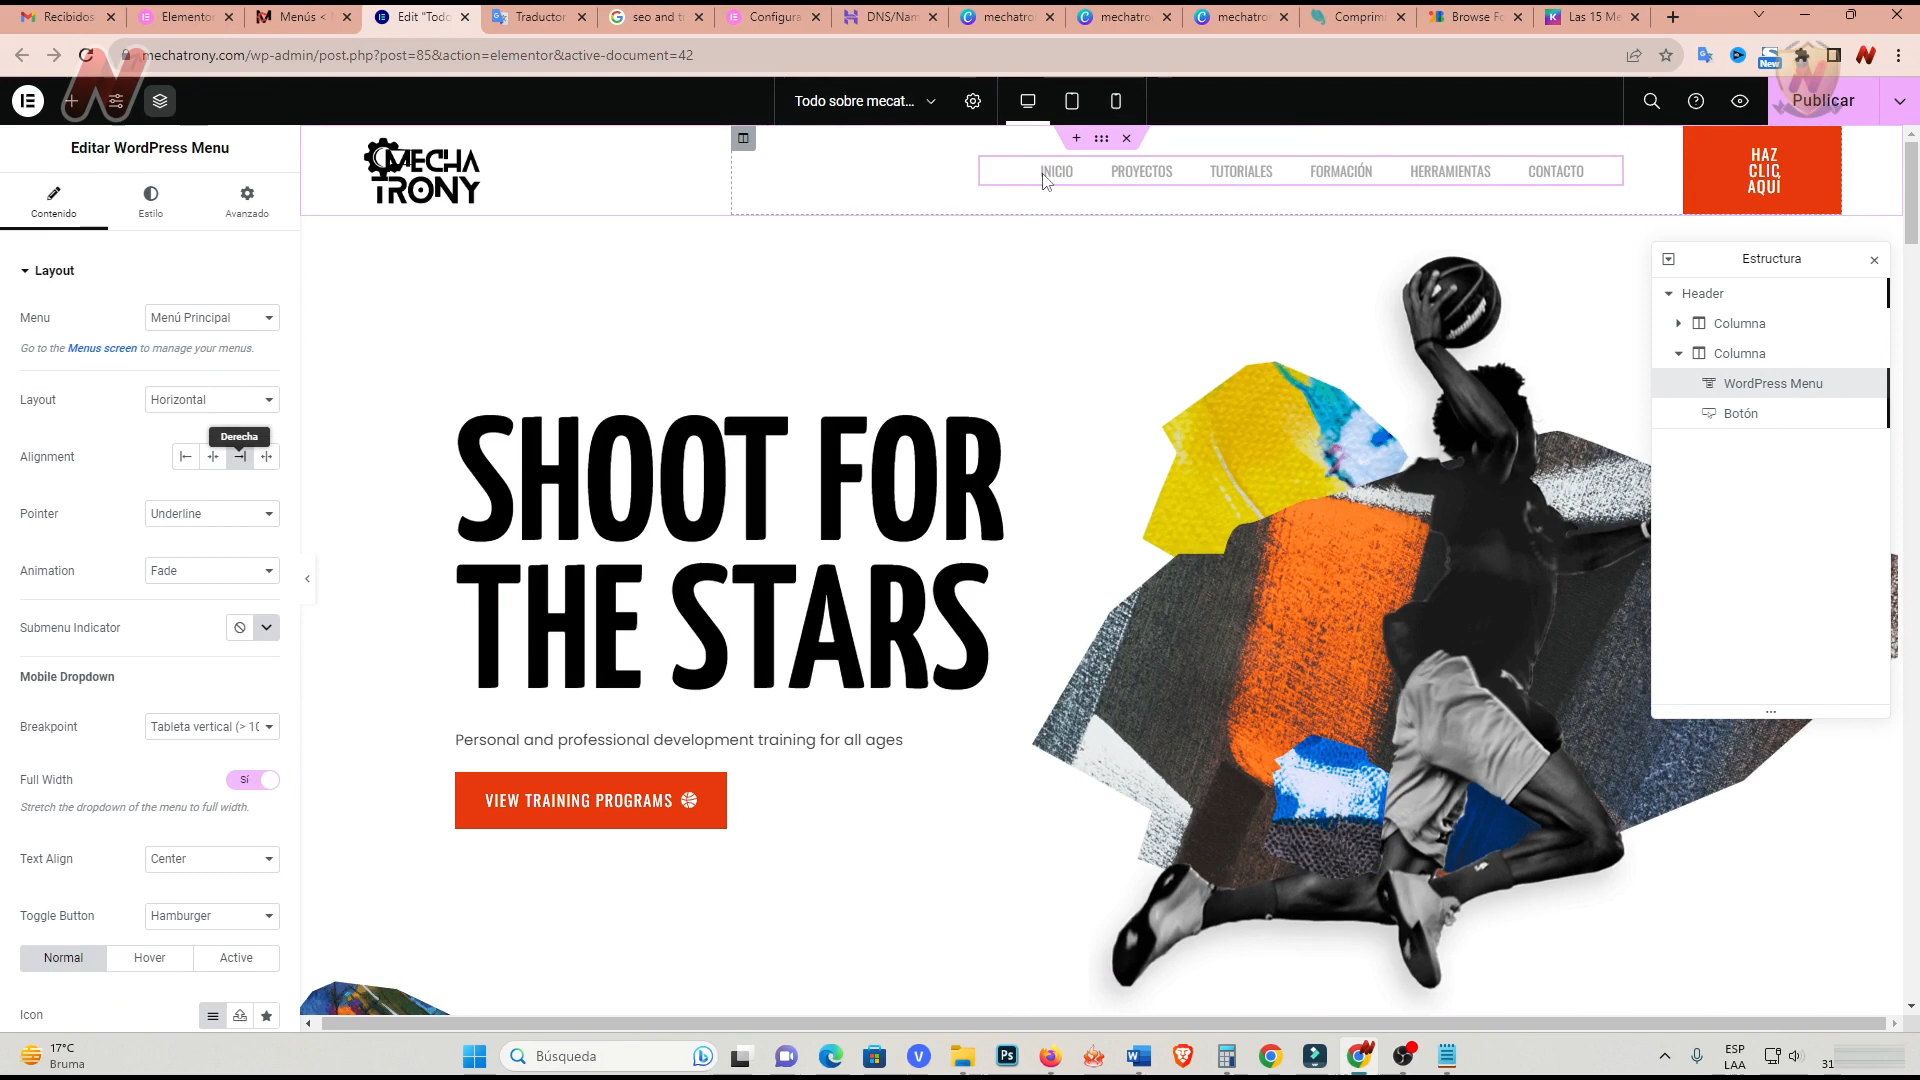 Recibidos
Elemento
Menús <
Edit "Todo
Traductor
seo and t
Configura
DNS/Nam
mechatro
mechatro
mechatro
Comprim
Browse Fo
Las 15 Me
mechatrony.com/wp-admin/post.php?post=85&action=elementor&active-document=42
New
Todo sobre mecat...
Publicar
Editar WordPress Menu
Contenido
Estilo
Avanzado
Layout
Menu
Menú Principal
Go to the Menus screen to manage your menus.
Layout
Horizontal
Derecha
Alignment
Pointer
Underline
Animation
Fade
Submenu Indicator
Mobile Dropdown
Breakpoint
Tableta vertical (> 10
Full Width
Sí
Stretch the dropdown of the menu to full width.
Text Align
Center
Toggle Button
Hamburger
Normal
Hover
Active
Icon
MECHA
TRONY
INICIO
PROYECTOS
TUTORIALES
FORMACIÓN
HERRAMIENTAS
CONTACTO
HAZ
CLIC
AQUÍ
SHOOT FOR
THE STARS
Personal and professional development training for all ages
VIEW TRAINING PROGRAMS
Estructura
Header
Columna
Columna
WordPress Menu
Botón
17°C
Bruma
Búsqueda
ESP
LAA
31